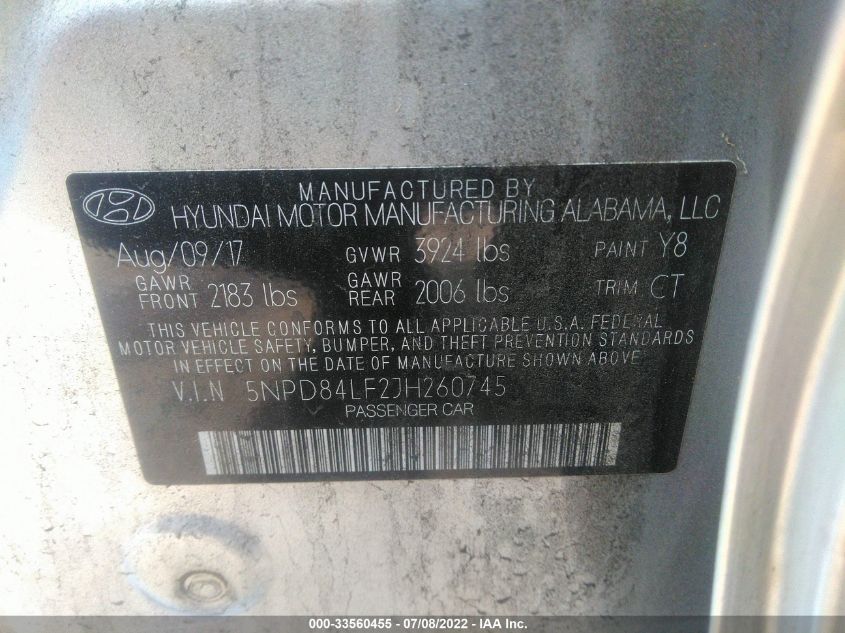 MANUFACTURED BY
HYUNDAI MOTOR MANUFACTURING ALABAMA, LLC
Aug/09/17 GVWR 3924 lbs PAINT Y8
GAWR FRONT 2183 lbs GAWR REAR 2006 lbs TRIM CT
THIS VEHICLE CONFORMS TO ALL APPLICABLE U.S.A. FEDERAL
MOTOR VEHICLE SAFETY, BUMPER, AND THEFT PREVENTION STANDARDS
IN EFFECT ON THE DATE OF MANUFACTURE SHOWN ABOVE
V.I.N 5NPD84LF2JH260745
PASSENGER CAR
000-33560455 - 07/08/2022 - IAA Inc.